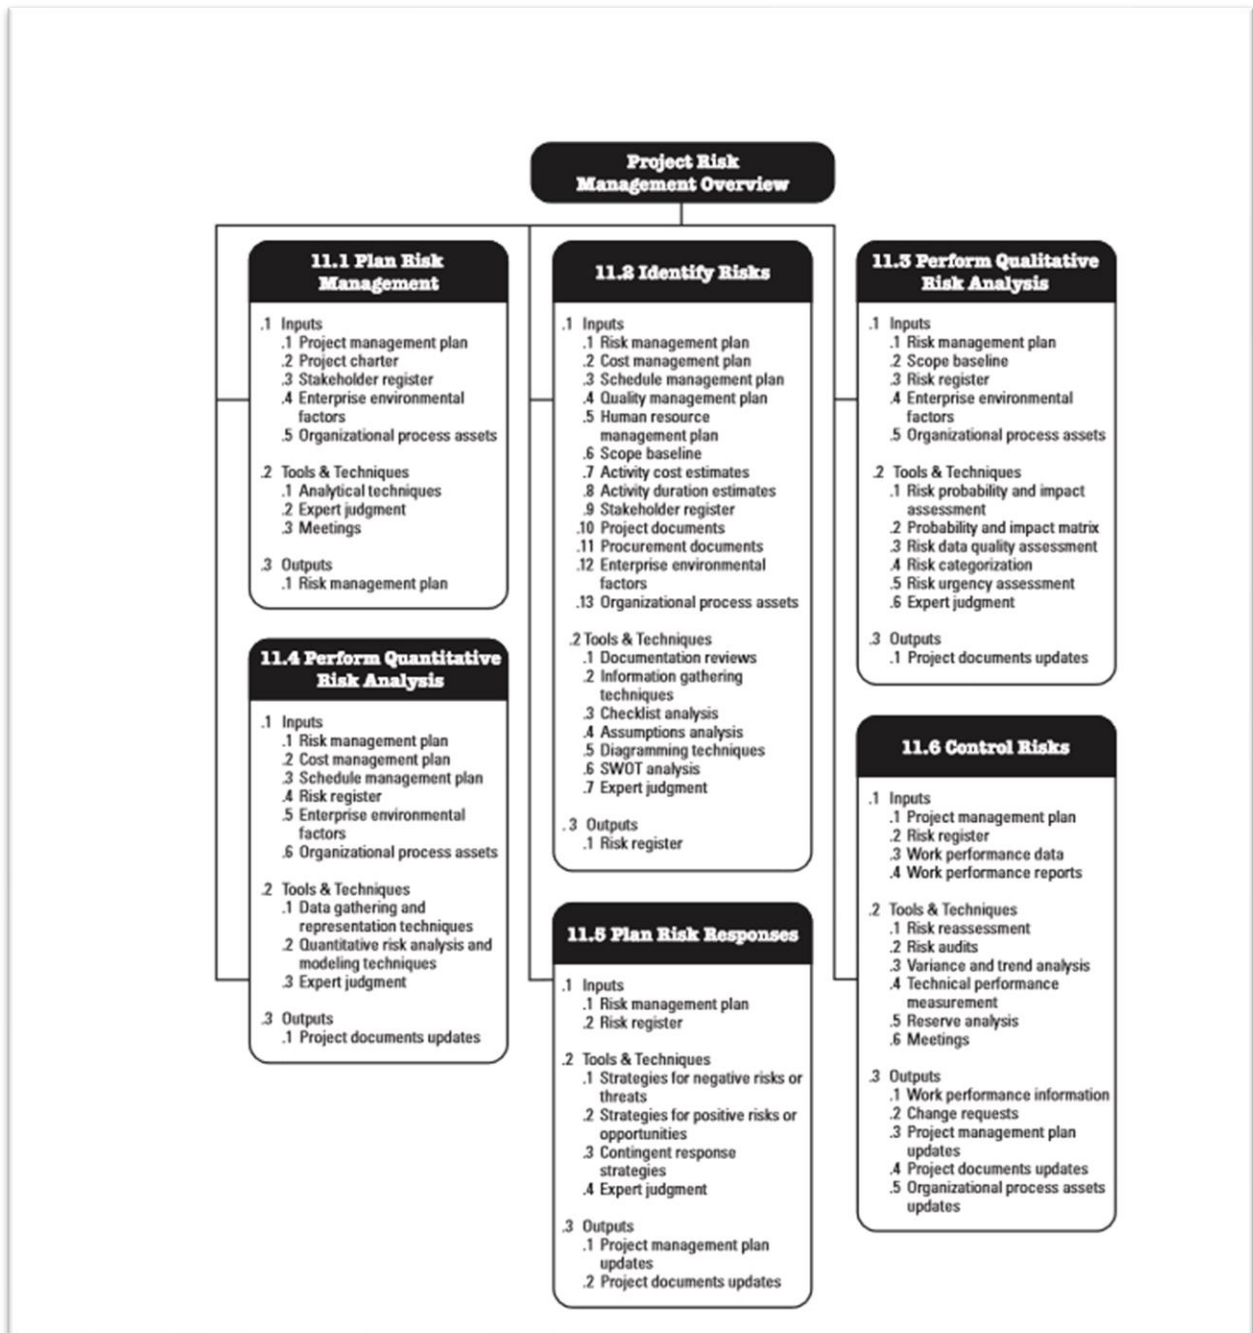 Project Risk
Management Overview
11.1 Plan Risk
Management
.1 Inputs
.1 Project management plan
.2 Project charter
.3 Stakeholder register
.4 Enterprise environmental
factors
.5 Organizational process assets
.2 Tools & Techniques
.1 Analytical techniques
.2 Expert judgment
.3 Meetings
.3 Outputs
.1 Risk management plan
11.2 Identify Risks
.1 Inputs
.1 Risk management plan
.2 Cost management plan
.3 Schedule management plan
.4 Quality management plan
.5 Human resource
management plan
.6 Scope baseline
.7 Activity cost estimates
.8 Activity duration estimates
.9 Stakeholder register
.10 Project documents
.11 Procurement documents
.12 Enterprise environmental
factors
.13 Organizational process assets
.2 Tools & Techniques
.1 Documentation reviews
.2 Information gathering
techniques
.3 Checklist analysis
.4 Assumptions analysis
.5 Diagramming techniques
.6 SWOT analysis
.7 Expert judgment
.3 Outputs
.1 Risk register
11.3 Perform Qualitative
Risk Analysis
.1 Inputs
.1 Risk management plan
.2 Scope baseline
.3 Risk register
.4 Enterprise environmental
factors
.5 Organizational process assets
.2 Tools & Techniques
.1 Risk probability and impact
assessment
.2 Probability and impact matrix
.3 Risk data quality assessment
.4 Risk categorization
.5 Risk urgency assessment
.6 Expert judgment
.3 Outputs
.1 Project documents updates
11.4 Perform Quantitative
Risk Analysis
.1 Inputs
.1 Risk management plan
.2 Cost management plan
.3 Schedule management plan
.4 Risk register
.5 Enterprise environmental
factors
.6 Organizational process assets
.2 Tools & Techniques
.1 Data gathering and
representation techniques
.2 Quantitative risk analysis and
modeling techniques
.3 Expert judgment
.3 Outputs
.1 Project documents updates
11.5 Plan Risk Responses
.1 Inputs
.1 Risk management plan
.2 Risk register
.2 Tools & Techniques
.1 Strategies for negative risks or
threats
.2 Strategies for positive risks or
opportunities
.3 Contingent response
strategies
.4 Expert judgment
.3 Outputs
.1 Project management plan
updates
.2 Project documents updates
11.6 Control Risks
.1 Inputs
.1 Project management plan
.2 Risk register
.3 Work performance data
.4 Work performance reports
.2 Tools & Techniques
.1 Risk reassessment
.2 Risk audits
.3 Variance and trend analysis
.4 Technical performance
measurement
.5 Reserve analysis
.6 Meetings
.3 Outputs
.1 Work performance information
.2 Change requests
.3 Project management plan
updates
.4 Project documents updates
.5 Organizational process assets
updates